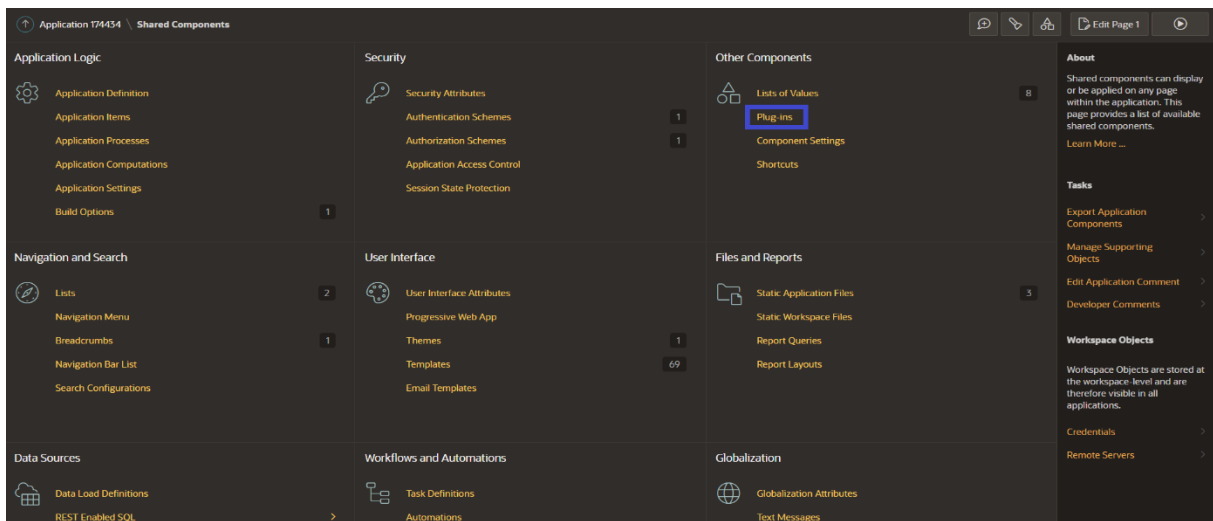 Application 174434 \ Shared Components
Edit Page 1
Application Logic
Application Definition
Application Items
Application Processes
Application Computations
Application Settings
Build Options 1
Security
Security Attributes
Authentication Schemes 1
Authorization Schemes 1
Application Access Control
Session State Protection
Other Components
Lists of Values 8
Plug-ins
Component Settings
Shortcuts
Navigation and Search
Lists 2
Navigation Menu
Breadcrumbs 1
Navigation Bar List
Search Configurations
User Interface
User Interface Attributes
Progressive Web App
Themes 1
Templates 69
Email Templates
Files and Reports
Static Application Files 3
Static Workspace Files
Report Queries
Report Layouts
Data Sources
Data Load Definitions
REST Enabled SQL
Workflows and Automations
Task Definitions
Automations
Globalization
Globalization Attributes
Text Messages
About
Shared components can display
or be applied on any page
within the application. This
page provides a list of available
shared components.
Learn More ...
Tasks
Export Application
Components
Manage Supporting
Objects
Edit Application Comment
Developer Comments
Workspace Objects
Workspace Objects are stored at
the workspace-level and are
therefore visible in all
applications.
Credentials
Remote Servers